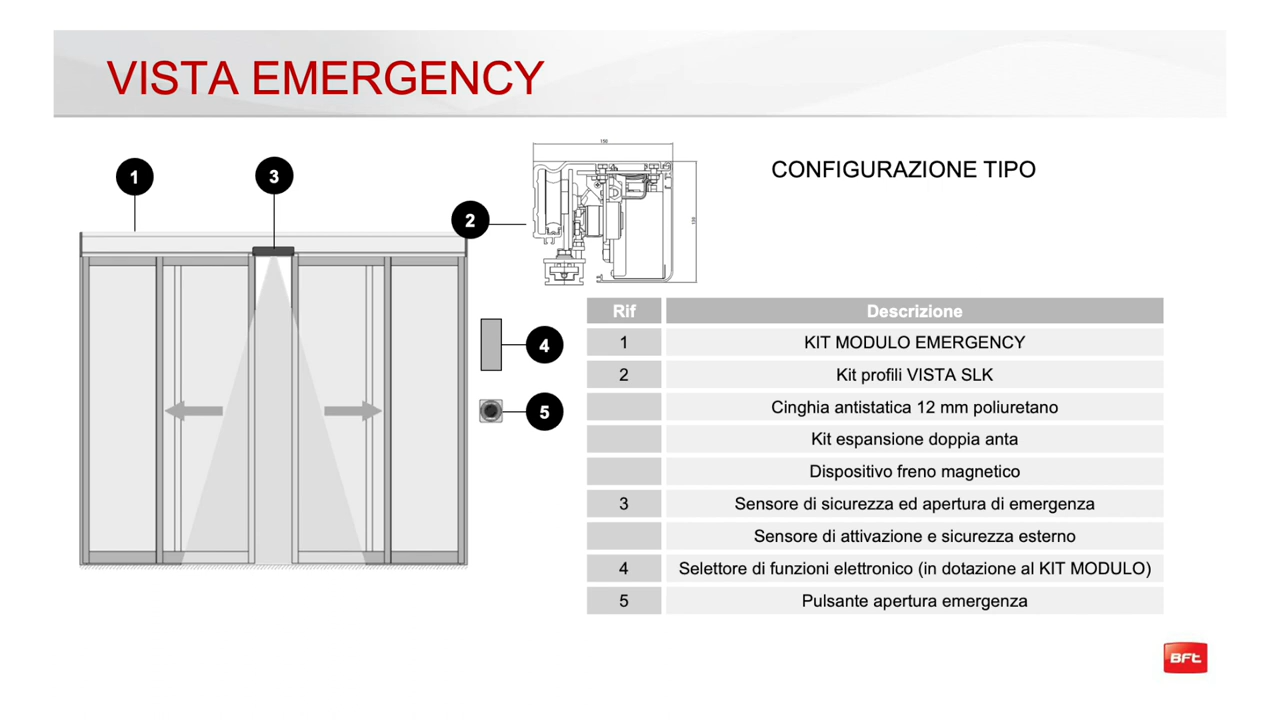 VISTA EMERGENCY
1
3
2
150
CONFIGURAZIONE TIPO
4
5
Rif Descrizione
1 KIT MODULO EMERGENCY
2 Kit profili VISTA SLK
Cinghia antistatica 12 mm poliuretano
Kit espansione doppia anta
Dispositivo freno magnetico
3 Sensore di sicurezza ed apertura di emergenza
Sensore di attivazione e sicurezza esterno
4 Selettore di funzioni elettronico (in dotazione al KIT MODULO)
5 Pulsante apertura emergenza
BFt